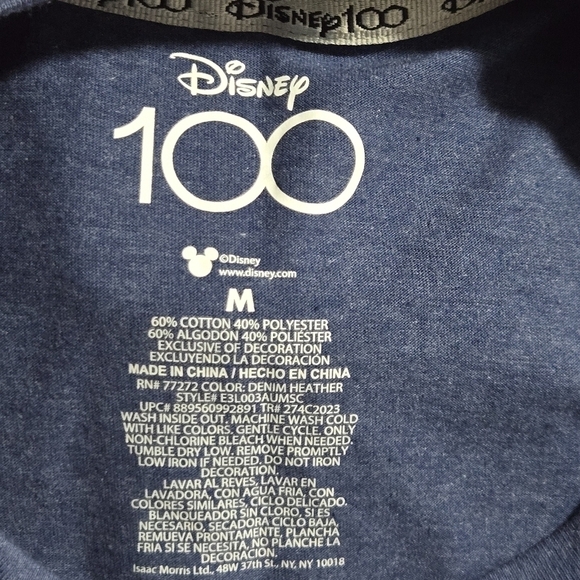 DISNEY100
Disney
100
©Disney
www.disney.com
M
60% COTTON 40% POLYESTER
60% ALGODÓN 40% POLIÉSTER
EXCLUSIVE OF DECORATION
EXCLUYENDO LA DECORACIÓN
MADE IN CHINA / HECHO EN CHINA
RN# 77272 COLOR: DENIM HEATHER
STYLE# E3L003AUMSC
UPC# 889560992891 TR# 274C2023
WASH INSIDE OUT. MACHINE WASH COLD
WITH LIKE COLORS. GENTLE CYCLE. ONLY
NON-CHLORINE BLEACH WHEN NEEDED.
TUMBLE DRY LOW. REMOVE PROMPTLY
LOW IRON IF NEEDED. DO NOT IRON
DECORATION.
LAVAR AL REVES, LAVAR EN
LAVADORA, CON AGUA FRIA, CON
COLORES SIMILARES, CICLO DELICADO.
BLANQUEADOR SIN CLORO, SI ES
NECESARIO, SECADORA CICLO BAJA,
REMUEVA PRONTAMENTE, PLANCHA
FRIA SI SE NECESITA, NO PLANCHE LA
DECORACION.
Isaac Morris Ltd., 48W 37th St., NY, NY 10018